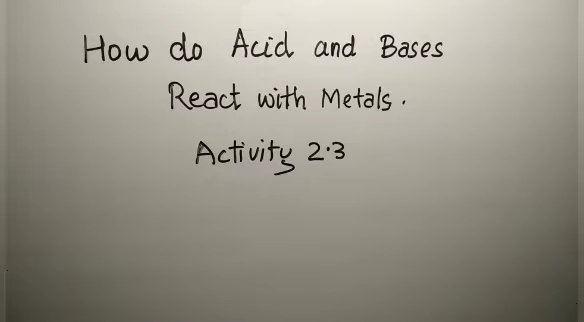 How do Acid and Bases
React with Metals.
Activity 2.3